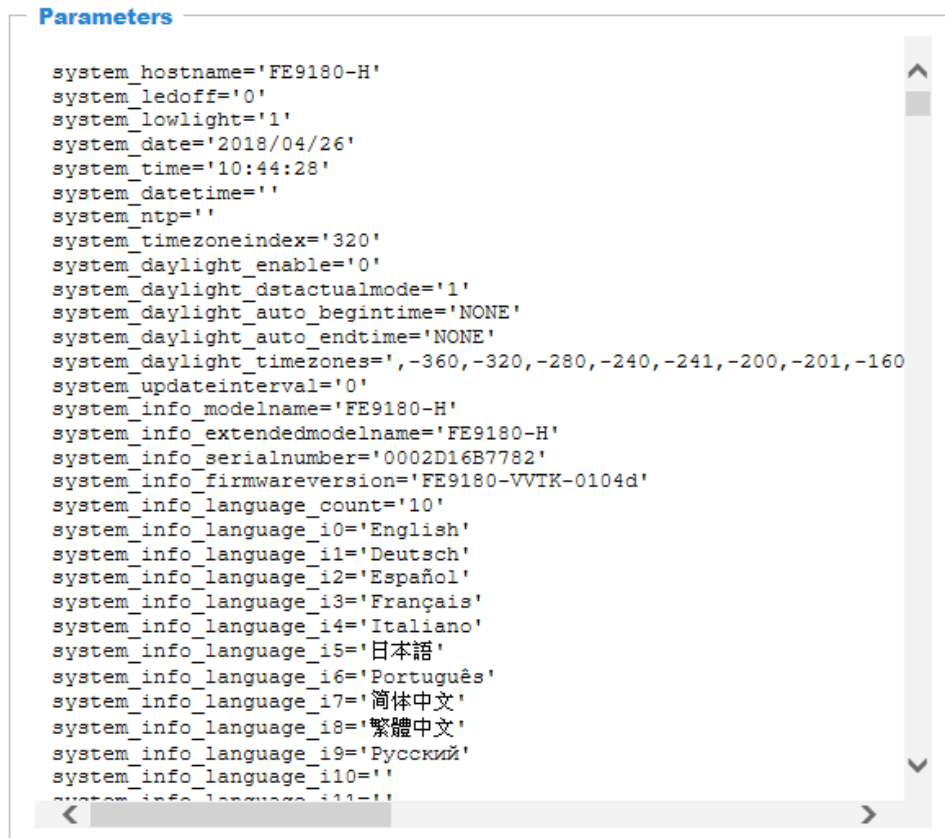 Parameters
system_hostname='FE9180-H'
system_ledoff='0'
system_lowlight='1'
system_date='2018/04/26'
system_time='10:44:28'
system_datetime=''
system_ntp=''
system_timezoneindex='320'
system_daylight_enable='0'
system_daylight_dstactualmode='1'
system_daylight_auto_begintime='NONE'
system_daylight_auto_endtime='NONE'
system_daylight_timezones=',-360,-320,-280,-240,-241,-200,-201,-160
system_updateinterval='0'
system_info_modelname='FE9180-H'
system_info_extendedmodelname='FE9180-H'
system_info_serialnumber='0002D16B7782'
system_info_firmwareversion='FE9180-VVTK-0104d'
system_info_language_count='10'
system_info_language_i0='English'
system_info_language_i1='Deutsch'
system_info_language_i2='Español'
system_info_language_i3='Français'
system_info_language_i4='Italiano'
system_info_language_i5='日本語'
system_info_language_i6='Português'
system_info_language_i7='简体中文'
system_info_language_i8='繁體中文'
system_info_language_i9='Русский'
system_info_language_i10=''
system_info_language_i11=''